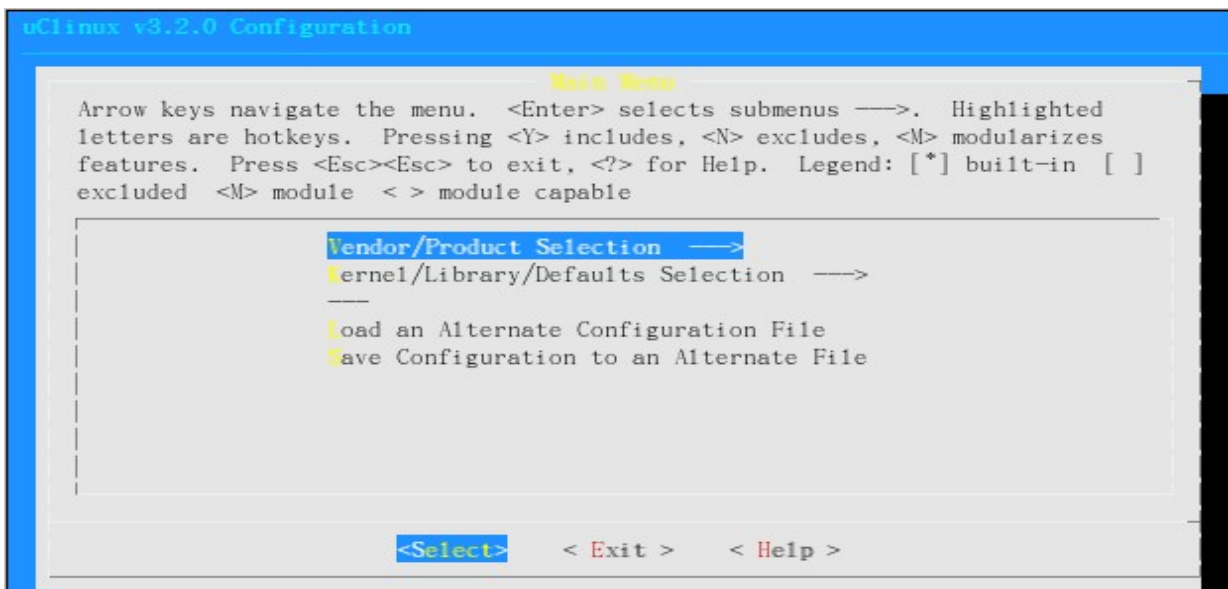 uClinux v3.2.0 Configuration
Main Menu
Arrow keys navigate the menu.  <Enter> selects submenus --->.  Highlighted
letters are hotkeys.  Pressing <Y> includes, <N> excludes, <M> modularizes
features.  Press <Esc><Esc> to exit, <?> for Help.  Legend: [*] built-in  [ ]
excluded  <M> module  < > module capable
Vendor/Product Selection  --->
Kernel/Library/Defaults Selection  --->
---
Load an Alternate Configuration File
Save Configuration to an Alternate File
<Select>    < Exit >    < Help >